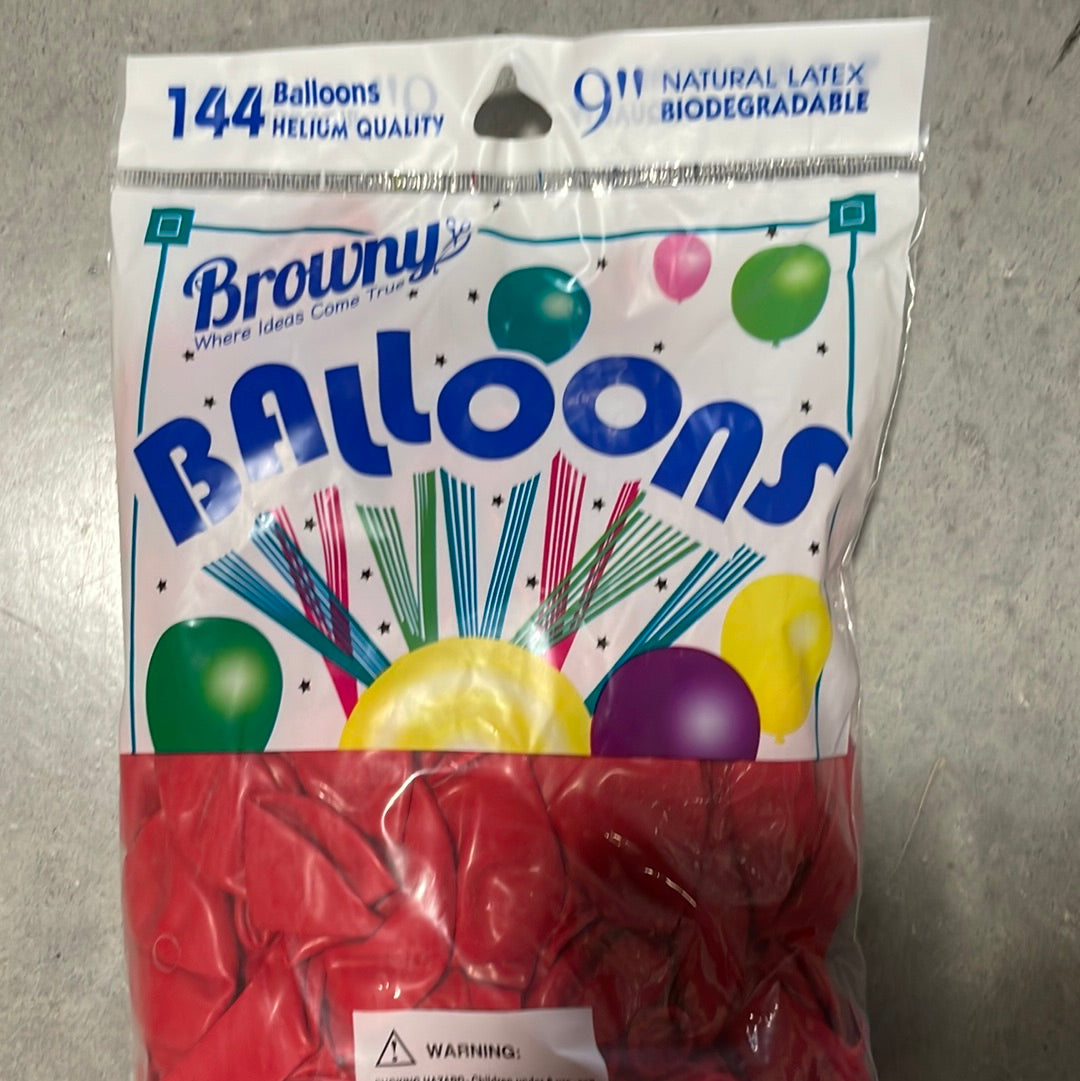 144 Balloons
HELIUM QUALITY
9" NATURAL LATEX
BIODEGRADABLE
Browny
Where Ideas Come True
BALLOONS
WARNING: